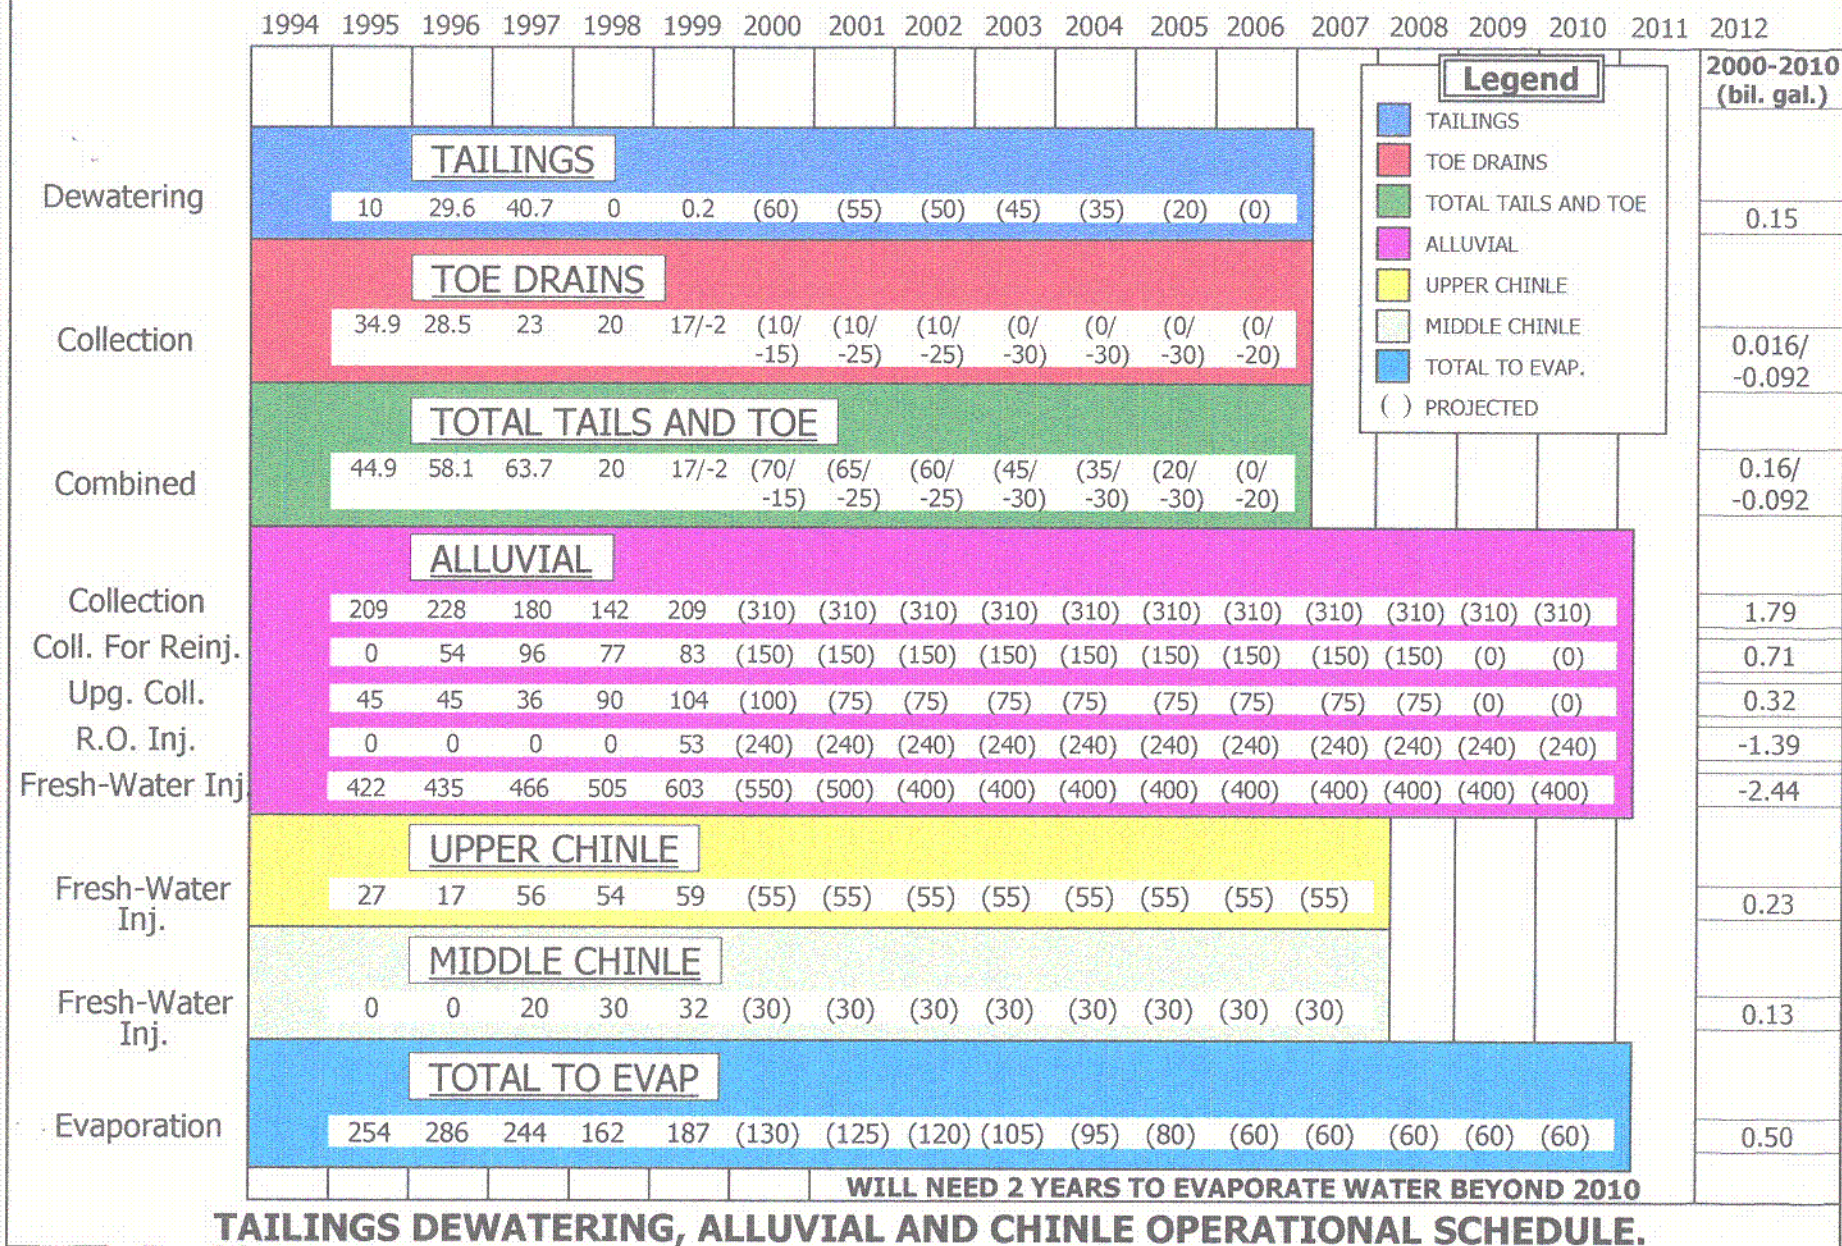 1994 1995 1996 1997 1998 1999 2000 2001 2002 2003 2004 2005 2006 2007 2008 2009 2010 2011 2012
2000-2010
(bil. gal.)
Legend
TAILINGS
TOE DRAINS
TOTAL TAILS AND TOE
ALLUVIAL
UPPER CHINLE
MIDDLE CHINLE
TOTAL TO EVAP.
( ) PROJECTED
TAILINGS
Dewatering 10 29.6 40.7 0 0.2 (60) (55) (50) (45) (35) (20) (0) 0.15
TOE DRAINS
Collection 34.9 28.5 23 20 17/-2 (10/ (10/ (10/ (0/ (0/ (0/ (0/ 0.016/
-15) -25) -25) -30) -30) -30) -20) -0.092
TOTAL TAILS AND TOE
Combined 44.9 58.1 63.7 20 17/-2 (70/ (65/ (60/ (45/ (35/ (20/ (0/ 0.16/
-15) -25) -25) -30) -30) -30) -20) -0.092
ALLUVIAL
Collection 209 228 180 142 209 (310) (310) (310) (310) (310) (310) (310) (310) (310) (310) (310) 1.79
Coll. For Reinj. 0 54 96 77 83 (150) (150) (150) (150) (150) (150) (150) (150) (150) (0) (0) 0.71
Upg. Coll. 45 45 36 90 104 (100) (75) (75) (75) (75) (75) (75) (75) (75) (0) (0) 0.32
R.O. Inj. 0 0 0 0 53 (240) (240) (240) (240) (240) (240) (240) (240) (240) (240) (240) -1.39
Fresh-Water Inj 422 435 466 505 603 (550) (500) (400) (400) (400) (400) (400) (400) (400) (400) (400) -2.44
UPPER CHINLE
Fresh-Water 27 17 56 54 59 (55) (55) (55) (55) (55) (55) (55) (55) 0.23
Inj.
MIDDLE CHINLE
Fresh-Water 0 0 20 30 32 (30) (30) (30) (30) (30) (30) (30) (30) 0.13
Inj.
TOTAL TO EVAP
Evaporation 254 286 244 162 187 (130) (125) (120) (105) (95) (80) (60) (60) (60) (60) (60) 0.50
WILL NEED 2 YEARS TO EVAPORATE WATER BEYOND 2010
TAILINGS DEWATERING, ALLUVIAL AND CHINLE OPERATIONAL SCHEDULE.